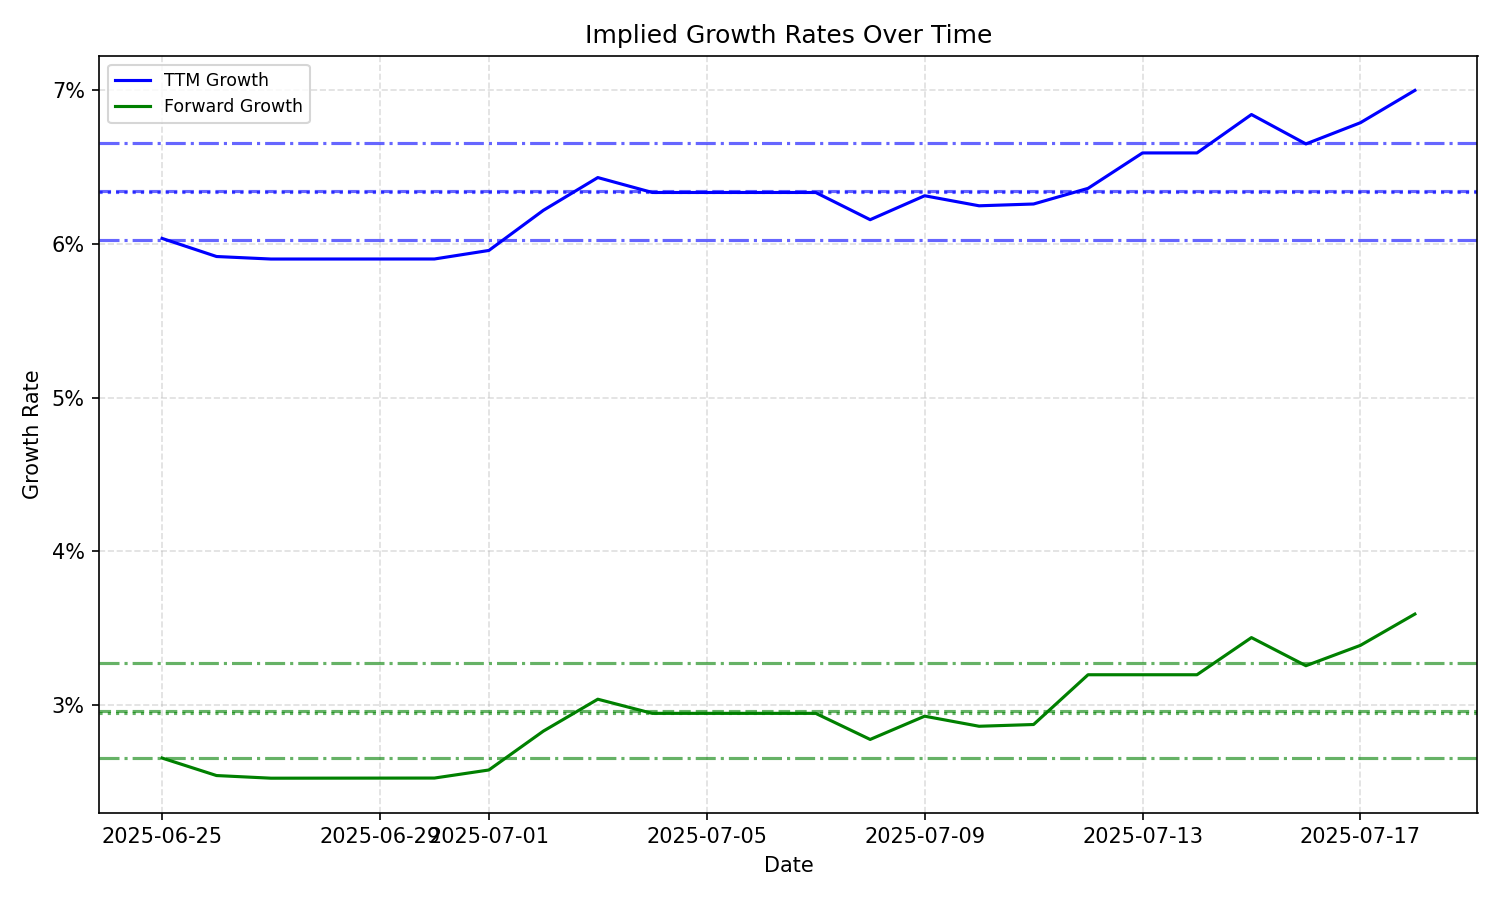 Implied Growth Rates Over Time
TTM Growth
Forward Growth
7%
6%
5%
4%
3%
Growth Rate
2025-06-25
2025-06-29
2025-07-01
2025-07-05
2025-07-09
2025-07-13
2025-07-17
Date